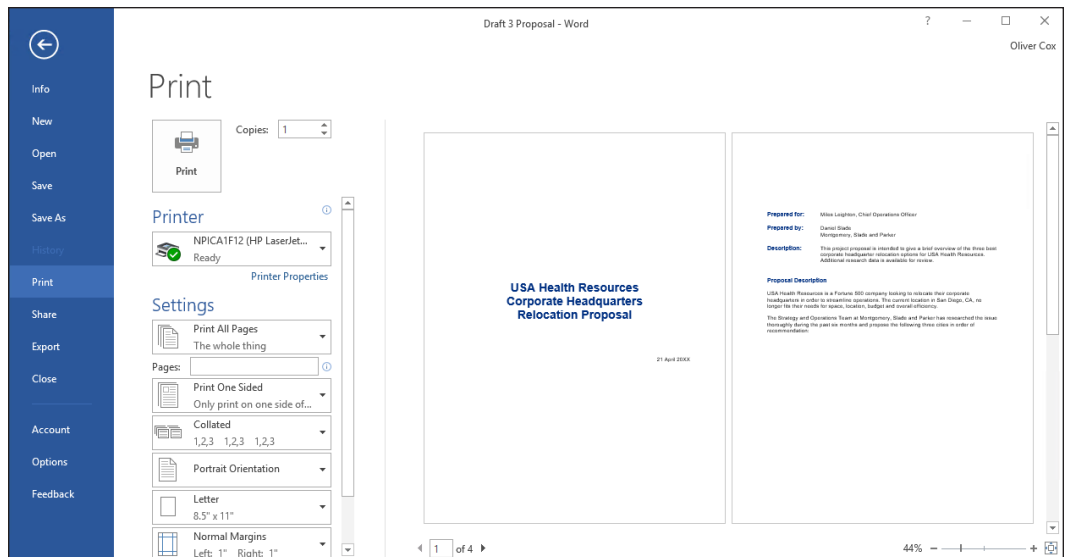 Draft 3 Proposal - Word
?
Oliver Cox
Info
New
Open
Save
Save As
History
Print
Share
Export
Close
Account
Options
Feedback
Print
Print
Copies: 1
Printer
NPICA1F12 (HP LaserJet...
Ready
Printer Properties
Settings
Print All Pages
The whole thing
Pages:
Print One Sided
Only print on one side of...
Collated
1,2,3 1,2,3 1,2,3
Portrait Orientation
Letter
8.5" x 11"
Normal Margins
Left: 1" Right: 1"
USA Health Resources
Corporate Headquarters
Relocation Proposal
21 April 20XX
Prepared for: Miles Leighton, Chief Operations Officer
Prepared by: Daniel Slade
Montgomery, Slade and Parker
Description: This project proposal is intended to give a brief overview of the three best
corporate headquarter relocation options for USA Health Resources.
Additional research data is available for review.
Proposal Description
USA Health Resources is a Fortune 500 company looking to relocate their corporate
headquarters in order to streamline operations. The current location in San Diego, CA, no
longer fits their needs for space, location, budget and overall efficiency.
The Strategy and Operations Team at Montgomery, Slade and Parker has researched the issue
thoroughly during the past six months and propose the following three cities in order of
recommendation:
1 of 4
44%